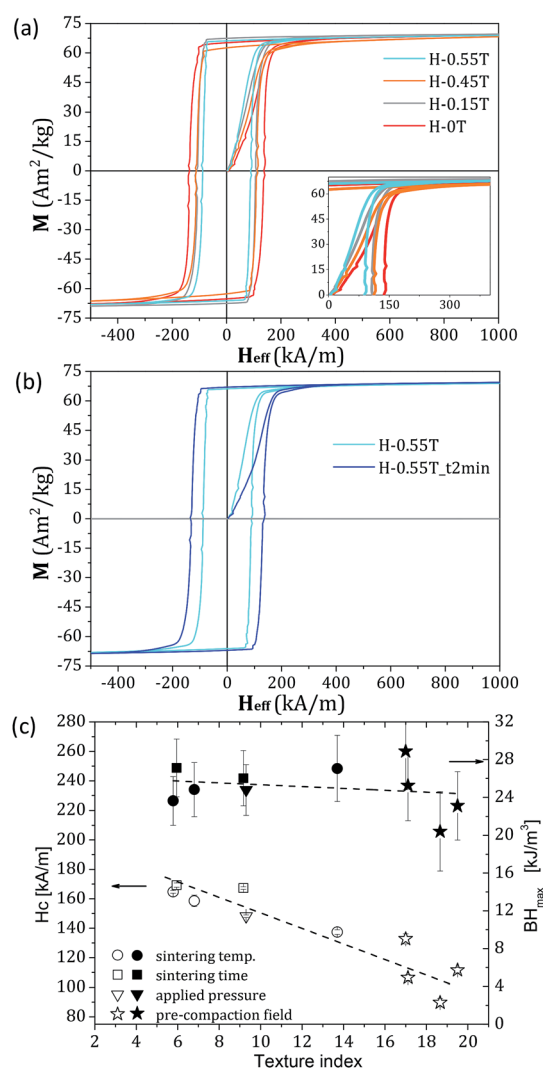 (a)
75
60
45
30
15
0
-15
-30
-45
-60
-75
M (Am²/kg)
H-0.55T
H-0.45T
H-0.15T
H-0T
60
45
30
15
0
0 150 300
-400 -200 0 200 400 600 800 1000
Heff (kA/m)
(b)
75
60
45
30
15
0
-15
-30
-45
-60
-75
M (Am²/kg)
H-0.55T
H-0.55T_t2min
-400 -200 0 200 400 600 800 1000
Heff (kA/m)
(c)
280
260
240
220
200
180
160
140
120
100
80
Hc [kA/m]
32
28
24
20
16
12
8
4
0
BHmax [kJ/m³]
sintering temp.
sintering time
applied pressure
pre-compaction field
2 4 6 8 10 12 14 16 18 20
Texture index